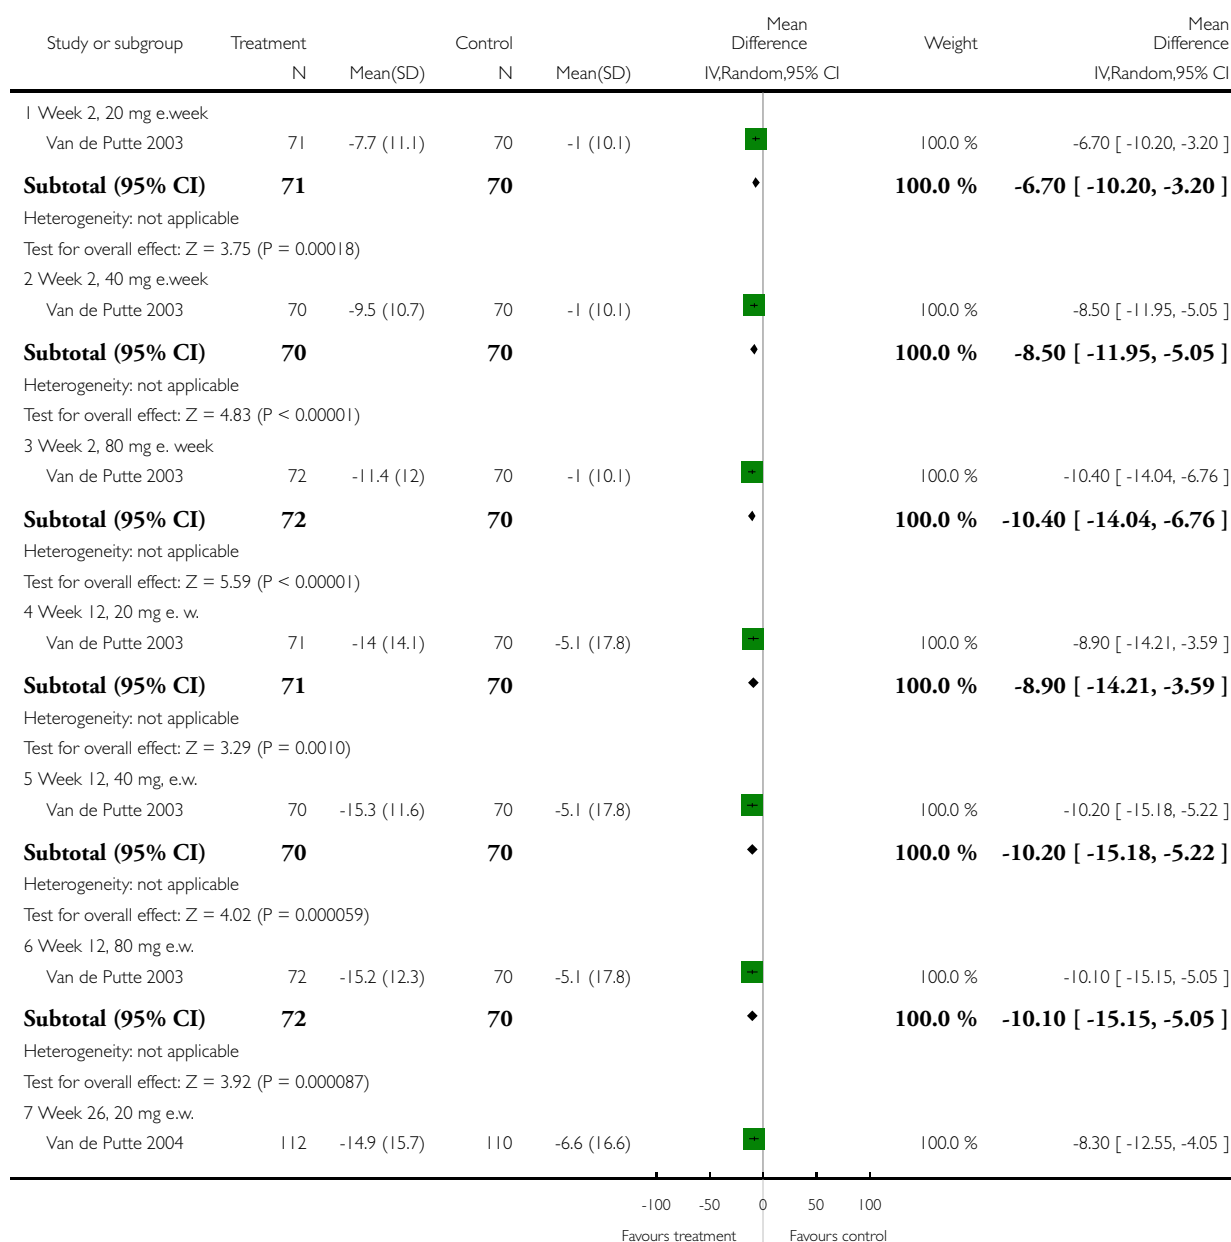 Study or subgroup Treatment Control Mean Difference Weight Mean Difference
N Mean(SD) N Mean(SD) IV,Random,95% CI IV,Random,95% CI
1 Week 2, 20 mg e.week
Van de Putte 2003 71 -7.7 (11.1) 70 -1 (10.1) 100.0 % -6.70 [ -10.20, -3.20 ]
Subtotal (95% CI) 71 70 100.0 % -6.70 [ -10.20, -3.20 ]
Heterogeneity: not applicable
Test for overall effect: Z = 3.75 (P = 0.00018)
2 Week 2, 40 mg e.week
Van de Putte 2003 70 -9.5 (10.7) 70 -1 (10.1) 100.0 % -8.50 [ -11.95, -5.05 ]
Subtotal (95% CI) 70 70 100.0 % -8.50 [ -11.95, -5.05 ]
Heterogeneity: not applicable
Test for overall effect: Z = 4.83 (P < 0.00001)
3 Week 2, 80 mg e. week
Van de Putte 2003 72 -11.4 (12) 70 -1 (10.1) 100.0 % -10.40 [ -14.04, -6.76 ]
Subtotal (95% CI) 72 70 100.0 % -10.40 [ -14.04, -6.76 ]
Heterogeneity: not applicable
Test for overall effect: Z = 5.59 (P < 0.00001)
4 Week 12, 20 mg e. w.
Van de Putte 2003 71 -14 (14.1) 70 -5.1 (17.8) 100.0 % -8.90 [ -14.21, -3.59 ]
Subtotal (95% CI) 71 70 100.0 % -8.90 [ -14.21, -3.59 ]
Heterogeneity: not applicable
Test for overall effect: Z = 3.29 (P = 0.0010)
5 Week 12, 40 mg, e.w.
Van de Putte 2003 70 -15.3 (11.6) 70 -5.1 (17.8) 100.0 % -10.20 [ -15.18, -5.22 ]
Subtotal (95% CI) 70 70 100.0 % -10.20 [ -15.18, -5.22 ]
Heterogeneity: not applicable
Test for overall effect: Z = 4.02 (P = 0.000059)
6 Week 12, 80 mg e.w.
Van de Putte 2003 72 -15.2 (12.3) 70 -5.1 (17.8) 100.0 % -10.10 [ -15.15, -5.05 ]
Subtotal (95% CI) 72 70 100.0 % -10.10 [ -15.15, -5.05 ]
Heterogeneity: not applicable
Test for overall effect: Z = 3.92 (P = 0.000087)
7 Week 26, 20 mg e.w.
Van de Putte 2004 112 -14.9 (15.7) 110 -6.6 (16.6) 100.0 % -8.30 [ -12.55, -4.05 ]
-100 -50 0 50 100
Favours treatment Favours control